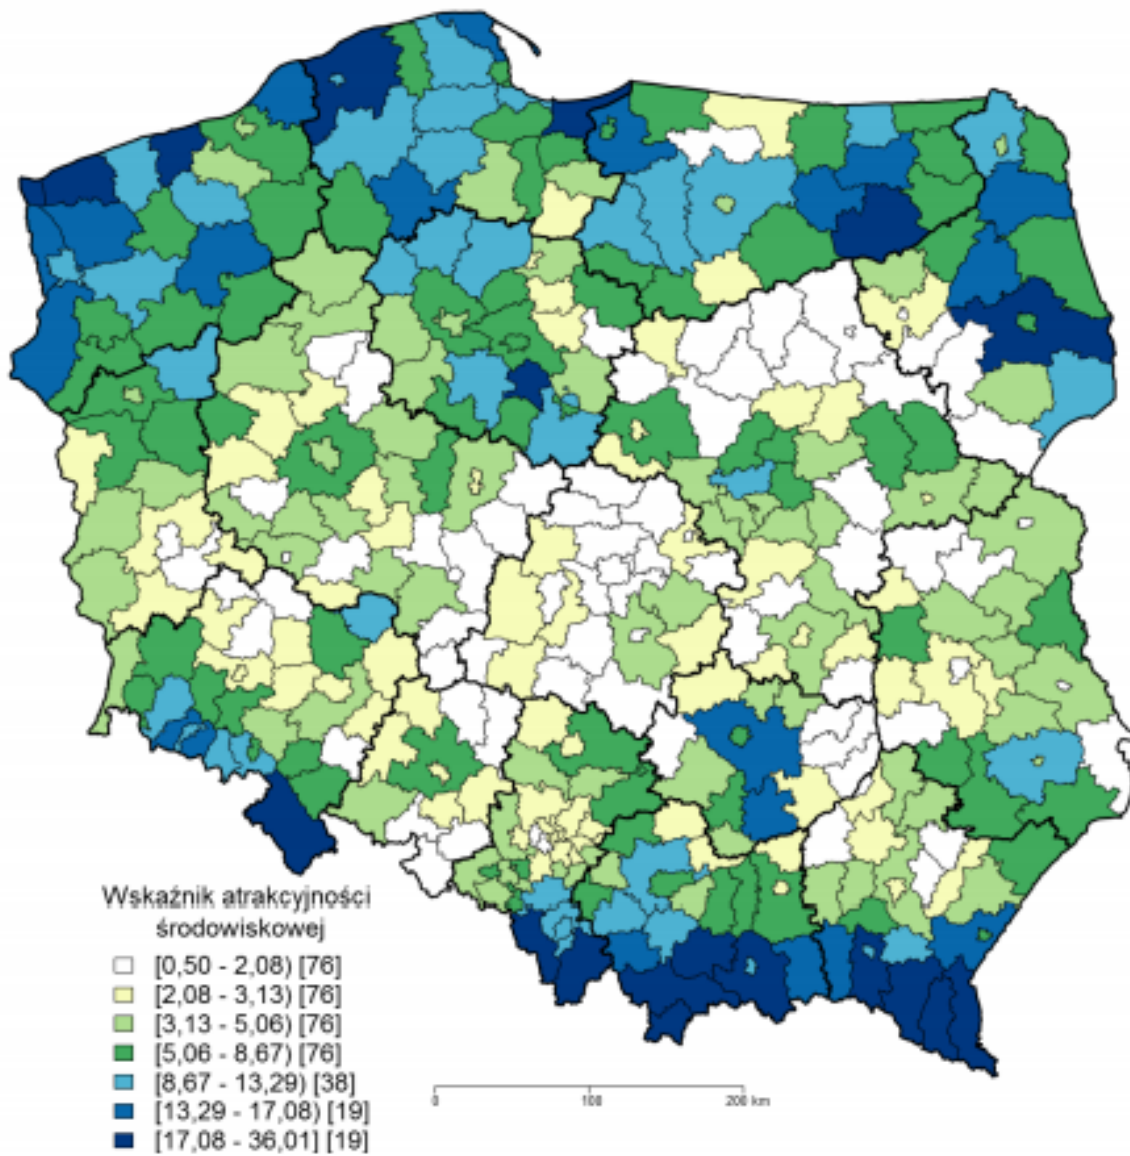 Wskaźnik atrakcyjności
środowiskowej
[0,50 - 2,08) [76]
[2,08 - 3,13) [76]
[3,13 - 5,06) [76]
[5,06 - 8,67) [76]
[8,67 - 13,29) [38]
[13,29 - 17,08) [19]
[17,08 - 36,01] [19]
0 100 200 km